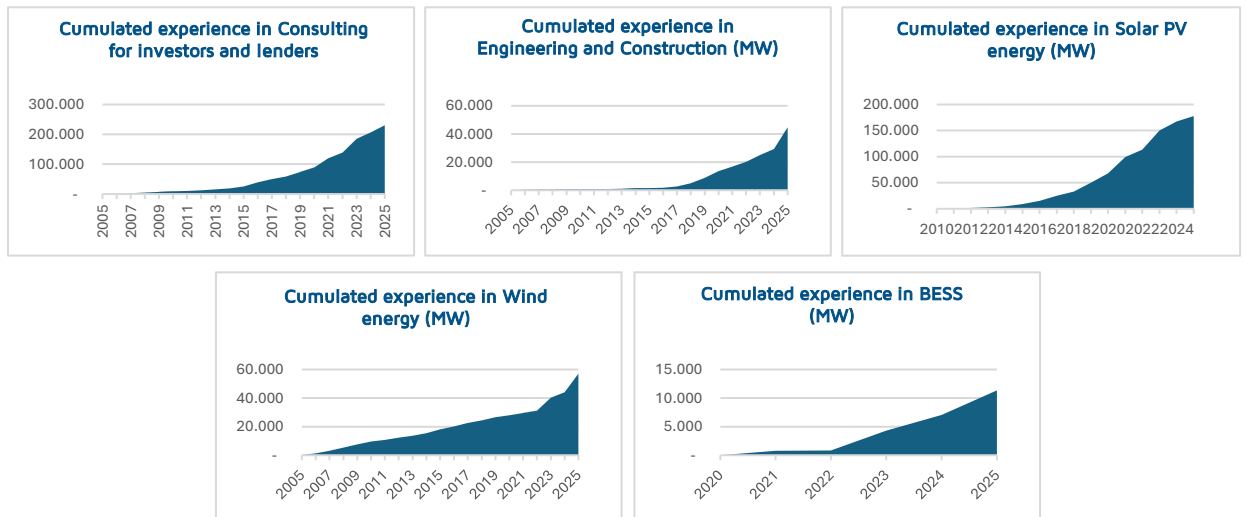 Cumulated experience in Consulting
for investors and lenders
300.000
200.000
100.000
-
2005 2007 2009 2011 2013 2015 2017 2019 2021 2023 2025
Cumulated experience in
Engineering and Construction (MW)
60.000
40.000
20.000
-
2005 2007 2009 2011 2013 2015 2017 2019 2021 2023 2025
Cumulated experience in Solar PV
energy (MW)
200.000
150.000
100.000
50.000
-
2010 2012 2014 2016 2018 2020 2022 2024
Cumulated experience in Wind
energy (MW)
60.000
40.000
20.000
-
2005 2007 2009 2011 2013 2015 2017 2019 2021 2023 2025
Cumulated experience in BESS
(MW)
15.000
10.000
5.000
-
2020 2021 2022 2023 2024 2025